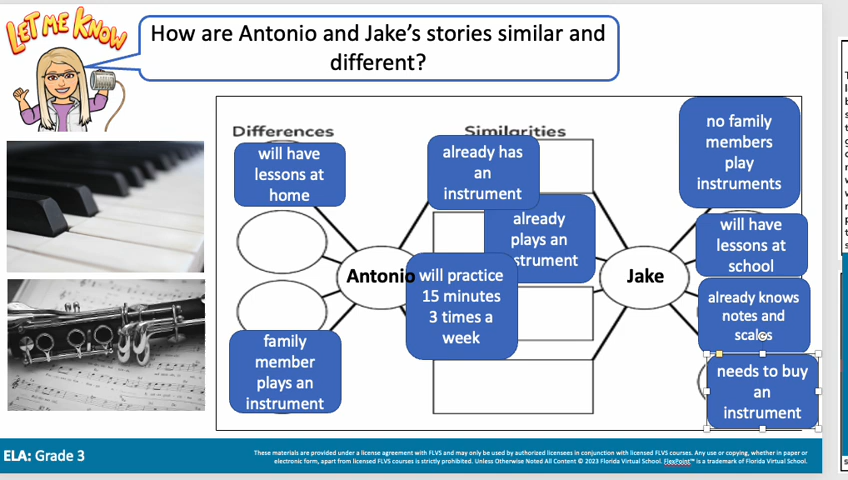 LET ME KNOW
How are Antonio and Jake’s stories similar and
different?
Differences
Similarities
will have
lessons at
home
already has
an
instrument
no family
members
play
instruments
already
plays an
strument
will have
lessons at
school
Antonio
will practice
15 minutes
3 times a
week
Jake
already knows
notes and
scales
family
member
plays an
instrument
needs to buy
an
instrument
ELA: Grade 3
These materials are provided under a license agreement with FLVS and may only be used by authorized licensees in conjunction with licensed FLVS courses. Any use or copying, whether in paper or
electronic form, apart from licensed FLVS courses is strictly prohibited. Unless Otherwise Noted All Content © 2023 Florida Virtual School. FlexPoint™ is a trademark of Florida Virtual School.